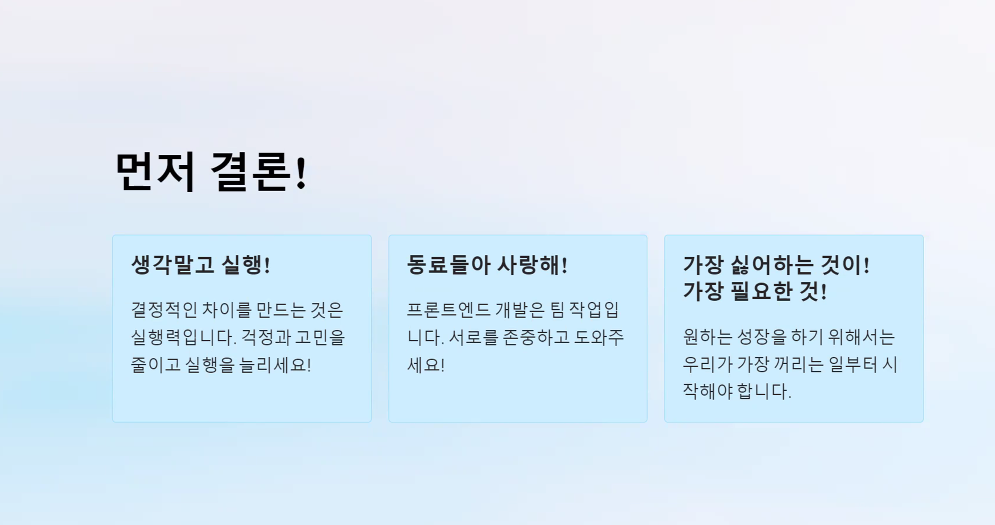 먼저 결론!
생각말고 실행!
결정적인 차이를 만드는 것은
실행력입니다. 걱정과 고민을
줄이고 실행을 늘리세요!
동료들아 사랑해!
프론트엔드 개발은 팀 작업입
니다. 서로를 존중하고 도와주
세요!
가장 싫어하는 것이!
가장 필요한 것!
원하는 성장을 하기 위해서는
우리가 가장 꺼리는 일부터 시
작해야 합니다.